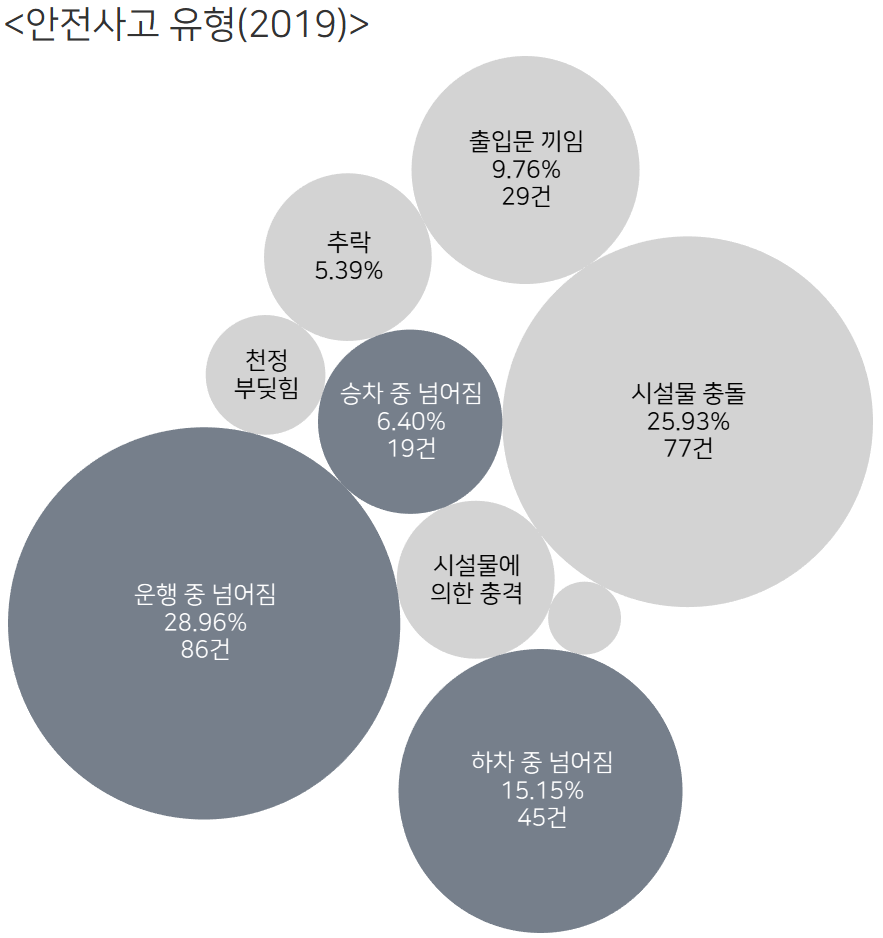 <안전사고 유형(2019)>
출입문 끼임
9.76%
29건
추락
5.39%
천정
부딪힘
승차 중 넘어짐
6.40%
19건
시설물 충돌
25.93%
77건
시설물에
의한 충격
운행 중 넘어짐
28.96%
86건
하차 중 넘어짐
15.15%
45건